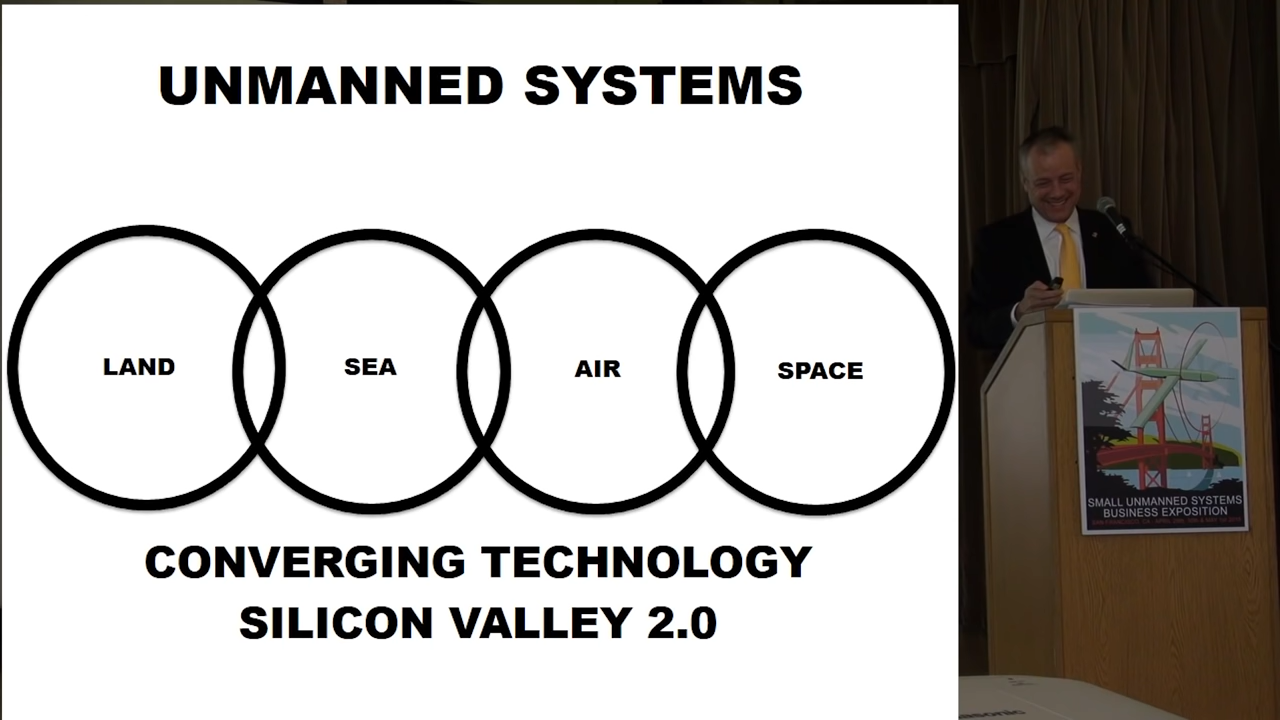 UNMANNED SYSTEMS
LAND
SEA
AIR
SPACE
CONVERGING TECHNOLOGY
SILICON VALLEY 2.0
SMALL UNMANNED SYSTEMS
BUSINESS EXPOSITION